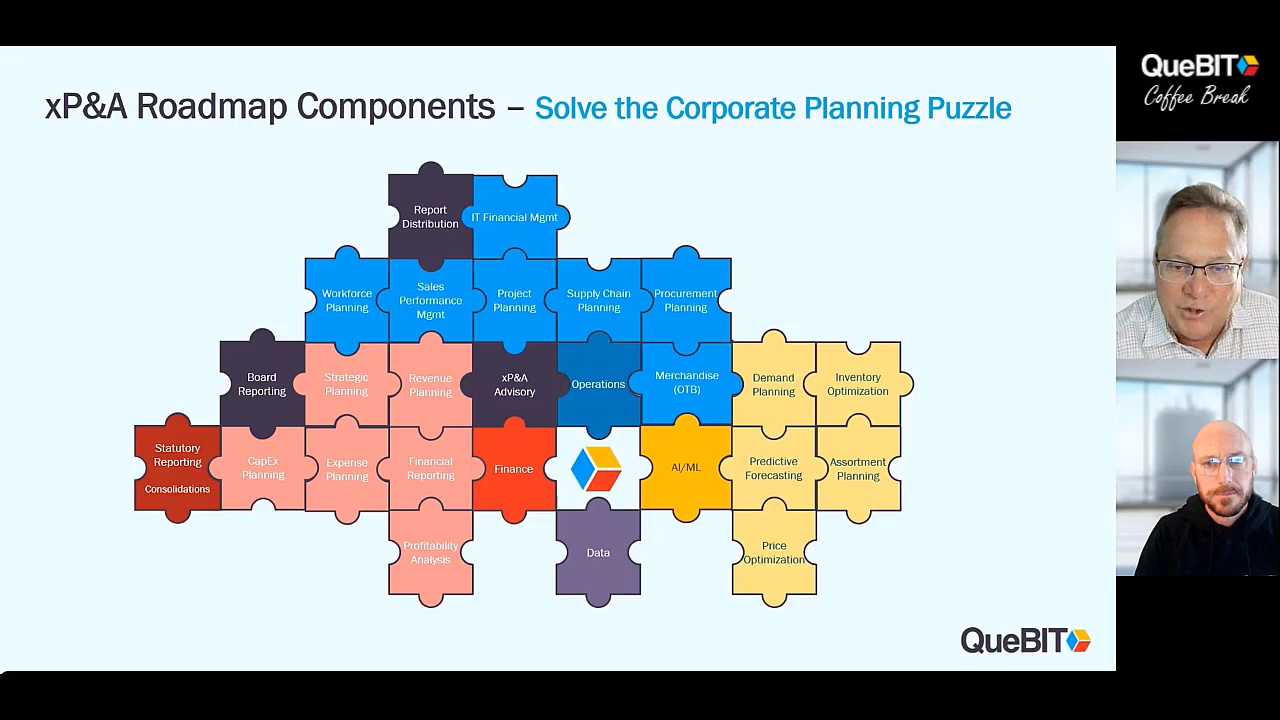 xP&A Roadmap Components – Solve the Corporate Planning Puzzle
QueBIT
Coffee Break
Report
Distribution
IT Financial Mgmt
Workforce
Planning
Sales
Performance
Mgmt
Project
Planning
Supply Chain
Planning
Procurement
Planning
Board
Reporting
Strategic
Planning
Revenue
Planning
xP&A
Advisory
Operations
Merchandise
(OTB)
Demand
Planning
Inventory
Optimization
Statutory
Reporting
Consolidations
CapEx
Planning
Expense
Planning
Financial
Reporting
Finance
AI/ML
Predictive
Forecasting
Assortment
Planning
Profitability
Analysis
Data
Price
Optimization
QueBIT